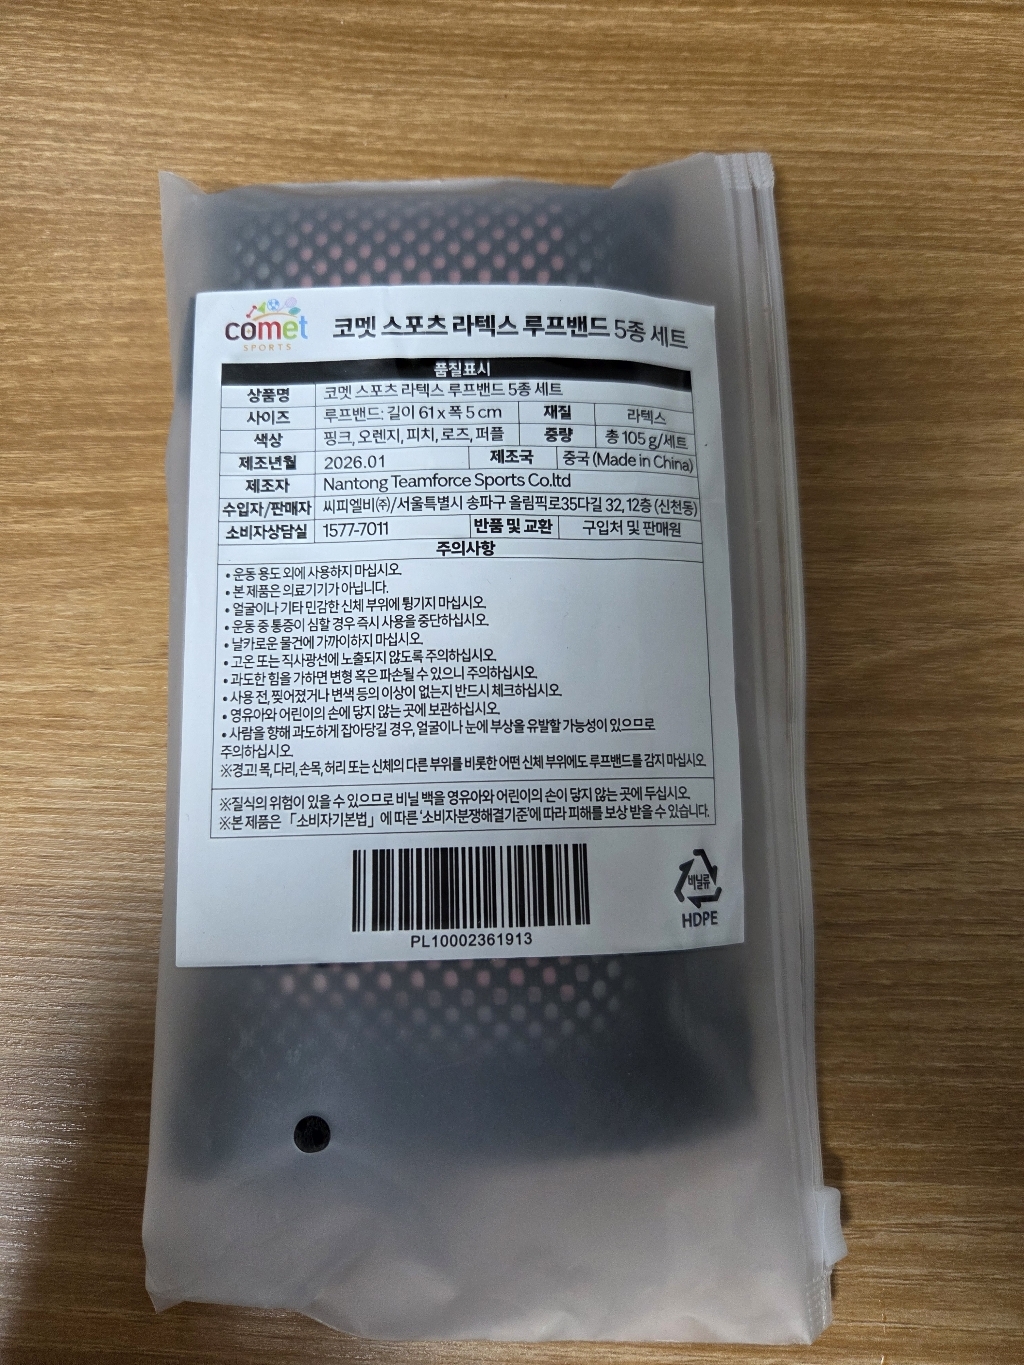 comet
SPORTS
코멧 스포츠 라텍스 루프밴드 5종 세트
품질표시
상품명 코멧 스포츠 라텍스 루프밴드 5종 세트
사이즈 루프밴드: 길이 61 x 폭 5 cm 재질 라텍스
색상 핑크, 오렌지, 피치, 로즈, 퍼플 중량 총 105 g/세트
제조년월 2026.01 제조국 중국 (Made in China)
제조자 Nantong Teamforce Sports Co.ltd
수입자/판매자 씨피엘비㈜/서울특별시 송파구 올림픽로35다길 32, 12층 (신천동)
소비자상담실 1577-7011 반품 및 교환 구입처 및 판매원
주의사항
• 운동 용도 외에 사용하지 마십시오.
• 본 제품은 의료기기가 아닙니다.
• 얼굴이나 기타 민감한 신체 부위에 튕기지 마십시오.
• 운동 중 통증이 심할 경우 즉시 사용을 중단하십시오.
• 날카로운 물건에 가까이하지 마십시오.
• 고온 또는 직사광선에 노출되지 않도록 주의하십시오.
• 과도한 힘을 가하면 변형 혹은 파손될 수 있으니 주의하십시오.
• 사용 전, 찢어졌거나 변색 등의 이상이 없는지 반드시 체크하십시오.
• 영유아와 어린이의 손에 닿지 않는 곳에 보관하십시오.
• 사람을 향해 과도하게 잡아당길 경우, 얼굴이나 눈에 부상을 유발할 가능성이 있으므로
주의하십시오.
※경고! 목, 다리, 손목, 허리 또는 신체의 다른 부위를 비롯한 어떤 신체 부위에도 루프밴드를 감지 마십시오.
※질식의 위험이 있을 수 있으므로 비닐 백을 영유아와 어린이의 손이 닿지 않는 곳에 두십시오.
※본 제품은 「소비자기본법」에 따른 '소비자분쟁해결기준'에 따라 피해를 보상 받을 수 있습니다.
비닐류
HDPE
PL10002361913